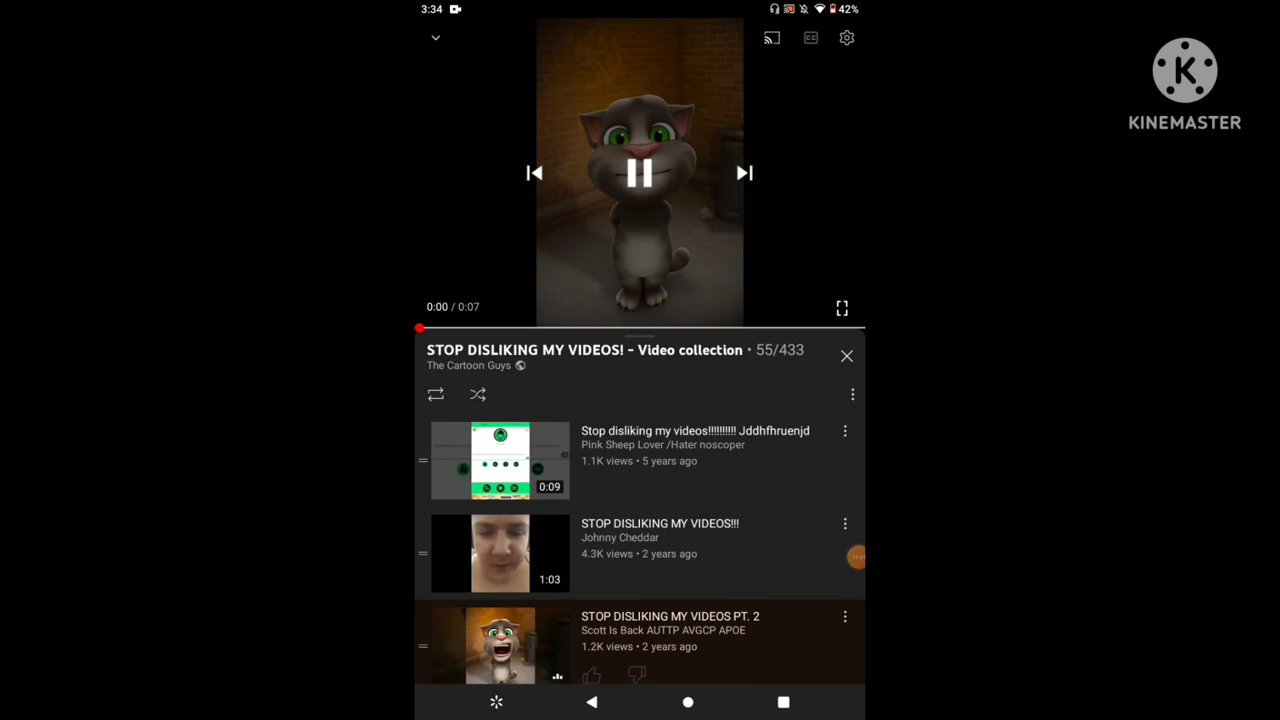 3:34
42%
KINEMASTER
0:00 / 0:07
STOP DISLIKING MY VIDEOS! - Video collection • 55/433
The Cartoon Guys
Stop disliking my videos!!!!!!!!!! Jddhfhruenjd
Pink Sheep Lover /Hater noscoper
1.1K views • 5 years ago
0:09
STOP DISLIKING MY VIDEOS!!!
Johnny Cheddar
4.3K views • 2 years ago
1:03
STOP DISLIKING MY VIDEOS PT. 2
Scott Is Back AUTTP AVGCP APOE
1.2K views • 2 years ago